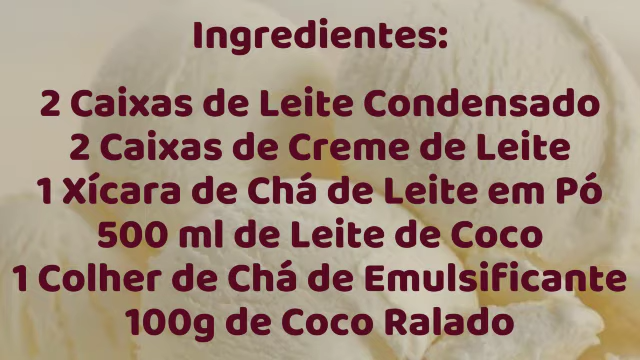 Ingredientes:
2 Caixas de Leite Condensado
2 Caixas de Creme de Leite
1 Xícara de Chá de Leite em Pó
500 ml de Leite de Coco
1 Colher de Chá de Emulsificante
100g de Coco Ralado